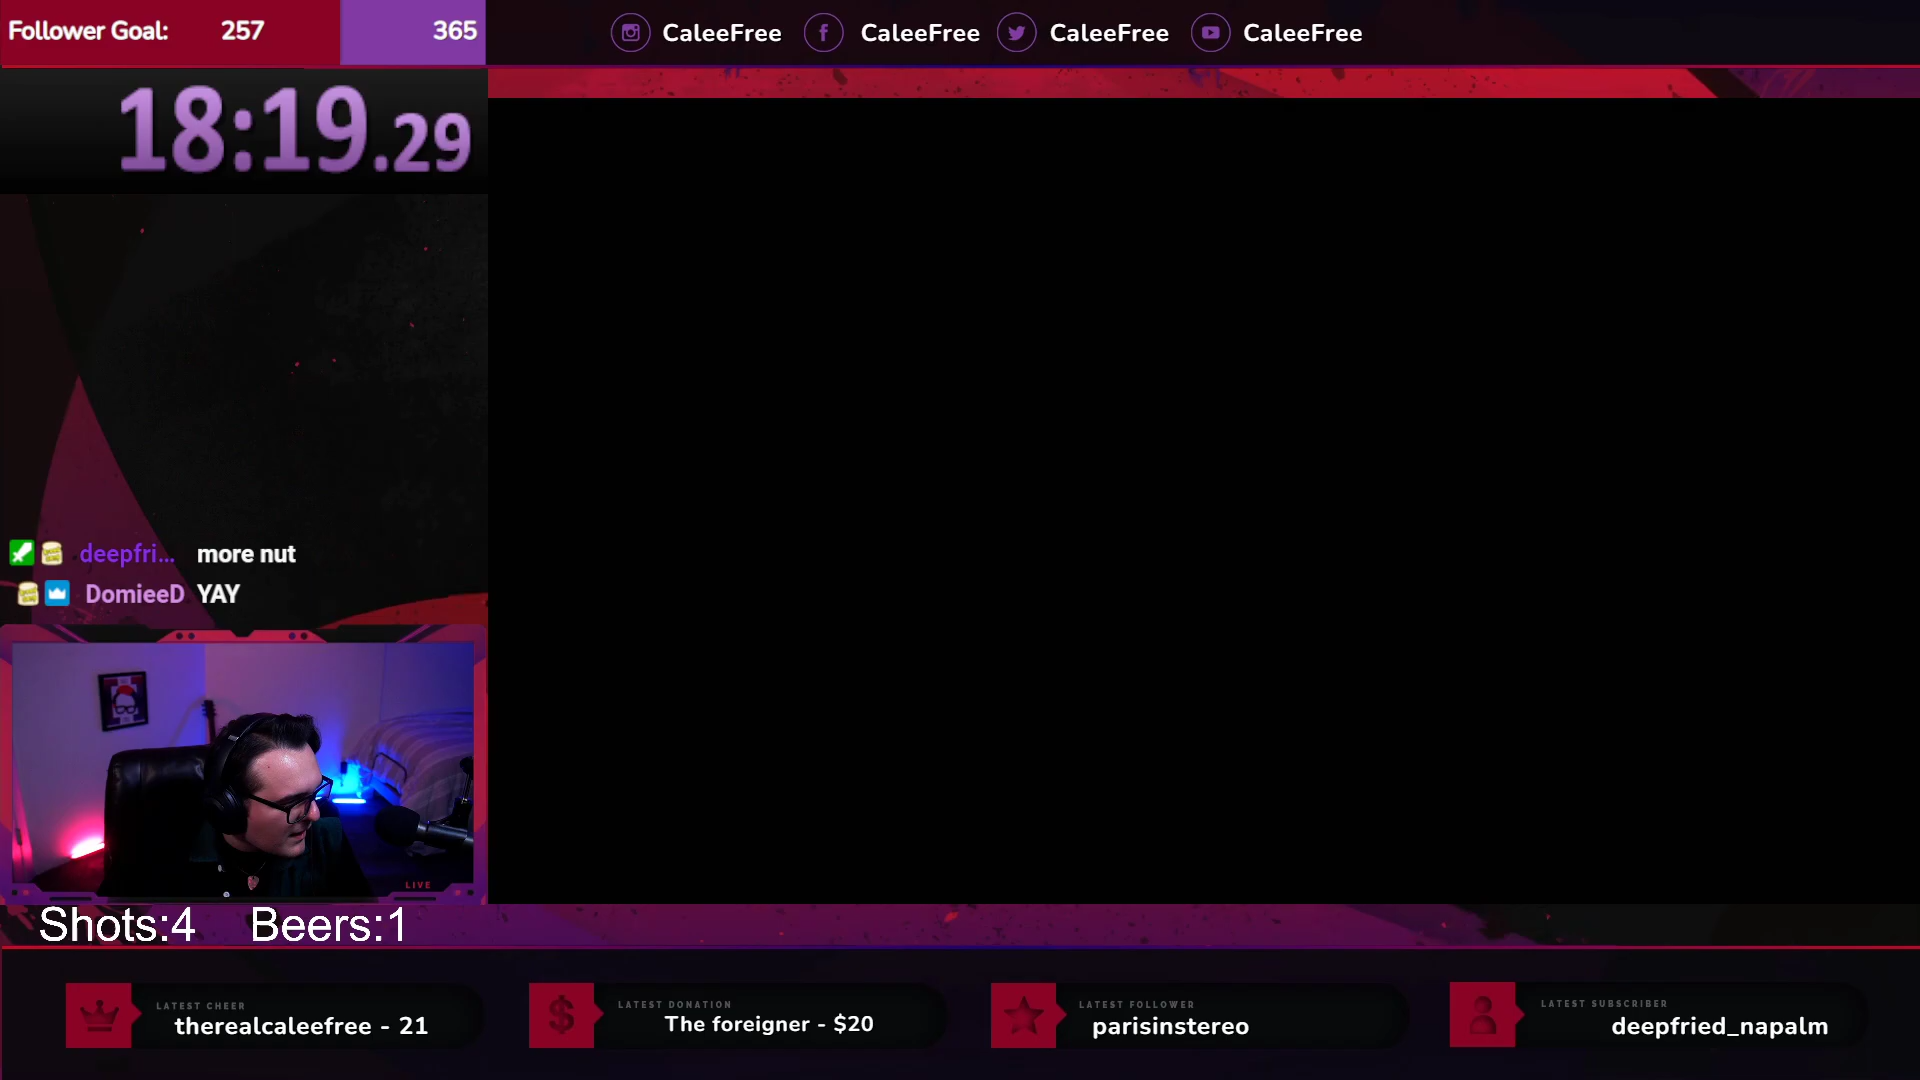 Follower Goal: 257 365
CaleeFree CaleeFree CaleeFree CaleeFree
18:19.29
deepfri... more nut
DomieeD YAY
LIVE
Shots:4 Beers:1
LATEST CHEER
therealcaleefree - 21
LATEST DONATION
The foreigner - $20
LATEST FOLLOWER
parisinstereo
LATEST SUBSCRIBER
deepfried_napalm